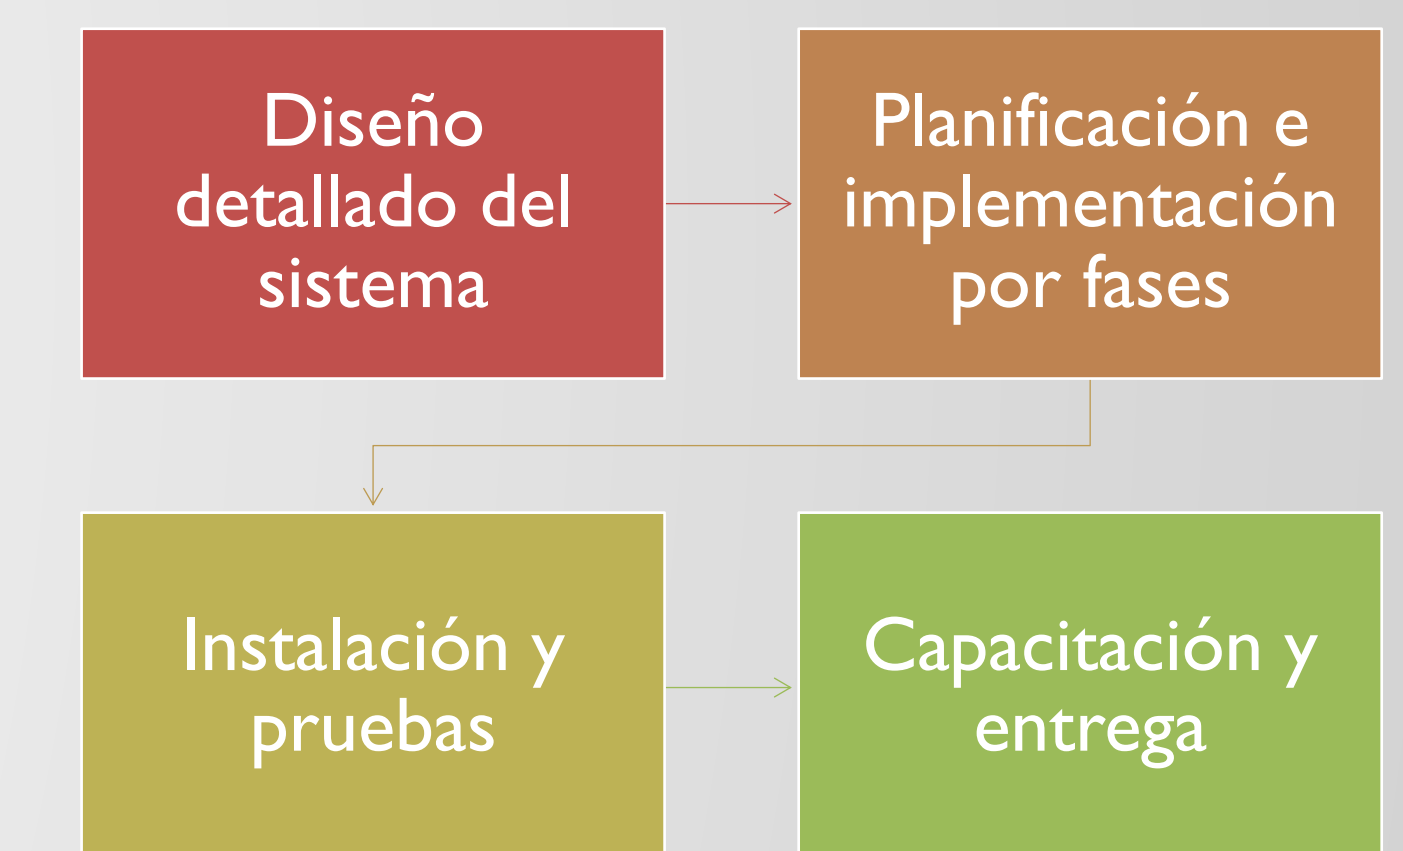 Diseño
detallado del
sistema
Planificación e
implementación
por fases
Instalación y
pruebas
Capacitación y
entrega